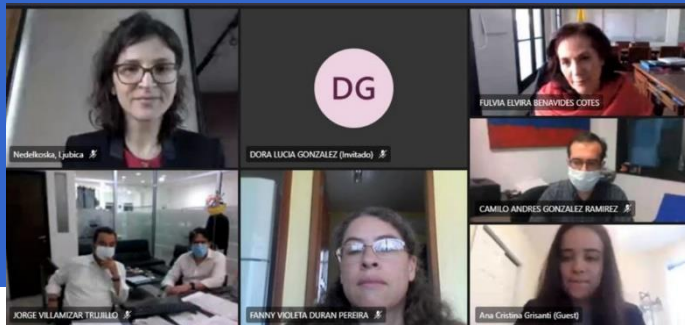 Nedelkoska, Ljubica
DG
DORA LUCIA GONZALEZ (Invitado)
FULVIA ELVIRA BENAVIDES COTES
CAMILO ANDRES GONZALEZ RAMIREZ
JORGE VILLAMIZAR TRUJILLO
FANNY VIOLETA DURAN PEREIRA
Ana Cristina Grisanti (Guest)